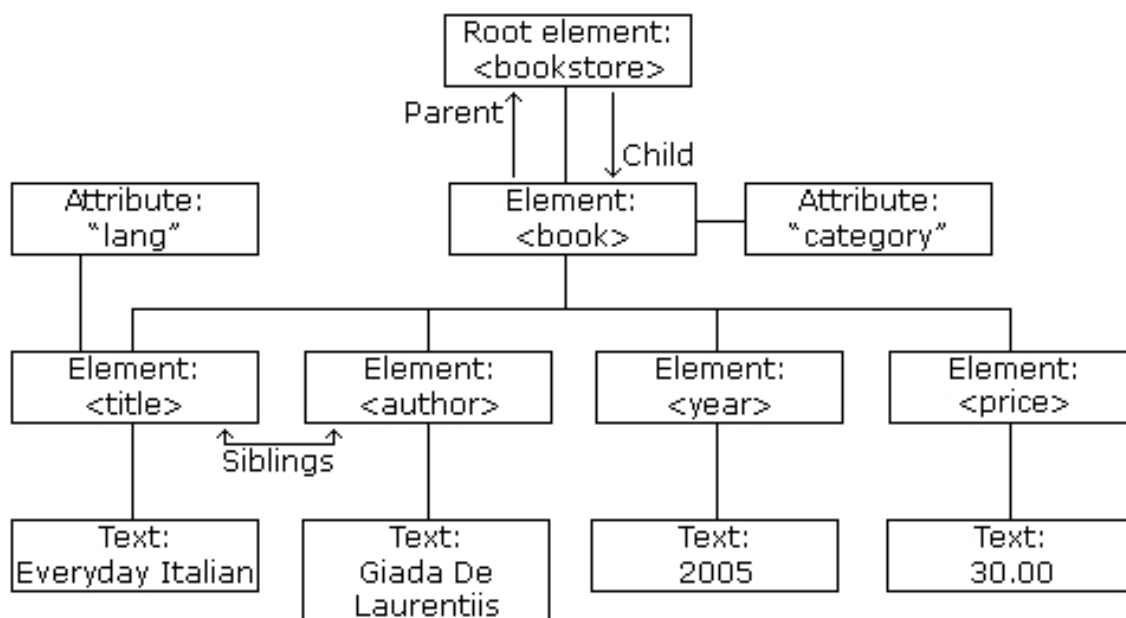 Root element:
<bookstore>
Parent
Child
Attribute:
“lang”
Element:
<book>
Attribute:
“category”
Element:
<title>
Element:
<author>
Element:
<year>
Element:
<price>
Siblings
Text:
Everyday Italian
Text:
Giada De
Laurentiis
Text:
2005
Text:
30.00